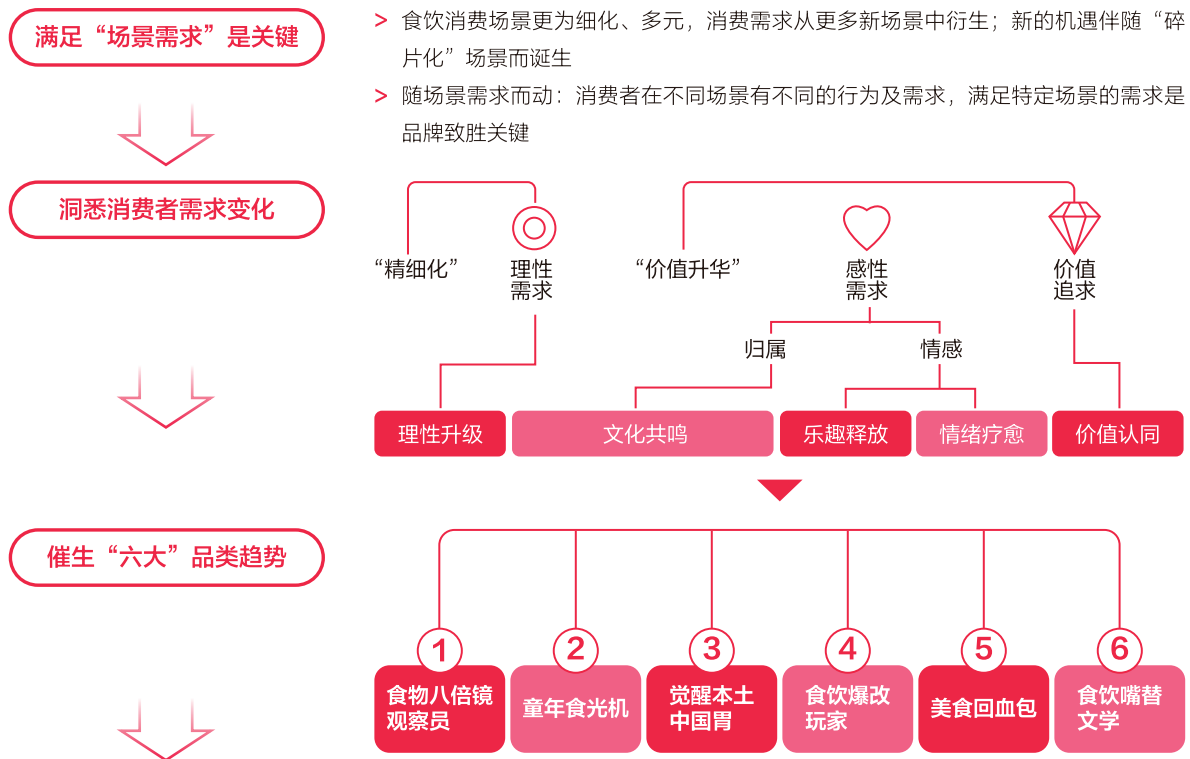 满足“场景需求”是关键
> 食饮消费场景更为细化、多元，消费需求从更多新场景中衍生；新的机遇伴随“碎
片化”场景而诞生
> 随场景需求而动：消费者在不同场景有不同的行为及需求，满足特定场景的需求是
品牌致胜关键
洞悉消费者需求变化
“精细化”
理性
需求
“价值升华”
感性
需求
价值
追求
归属
情感
理性升级
文化共鸣
乐趣释放
情绪疗愈
价值认同
催生“六大”品类趋势
1
食物八倍镜
观察员
2
童年食光机
3
觉醒本土
中国胃
4
食饮爆改
玩家
5
美食回血包
6
食饮嘴替
文学